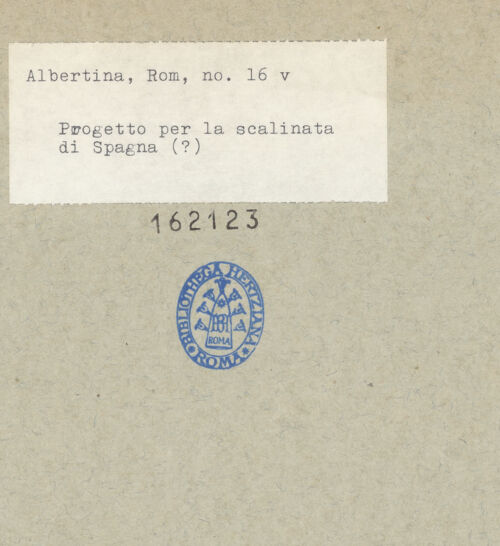 Albertina, Rom, no. 16 v
Progetto per la scalinata
di Spagna (?)
162123
BIBLIOTHECA HERTZIANA
ROMA
ROMA